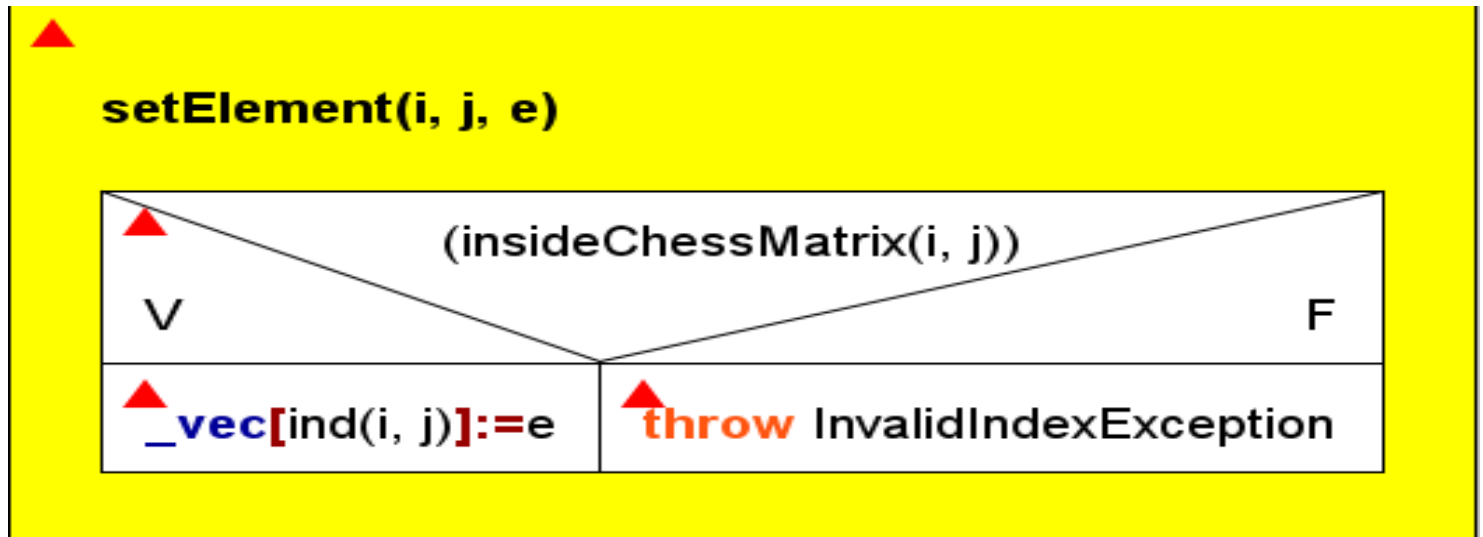 setElement(i, j, e)
(insideChessMatrix(i, j))
V
F
_vec[ind(i, j)]:=e
throw InvalidIndexException